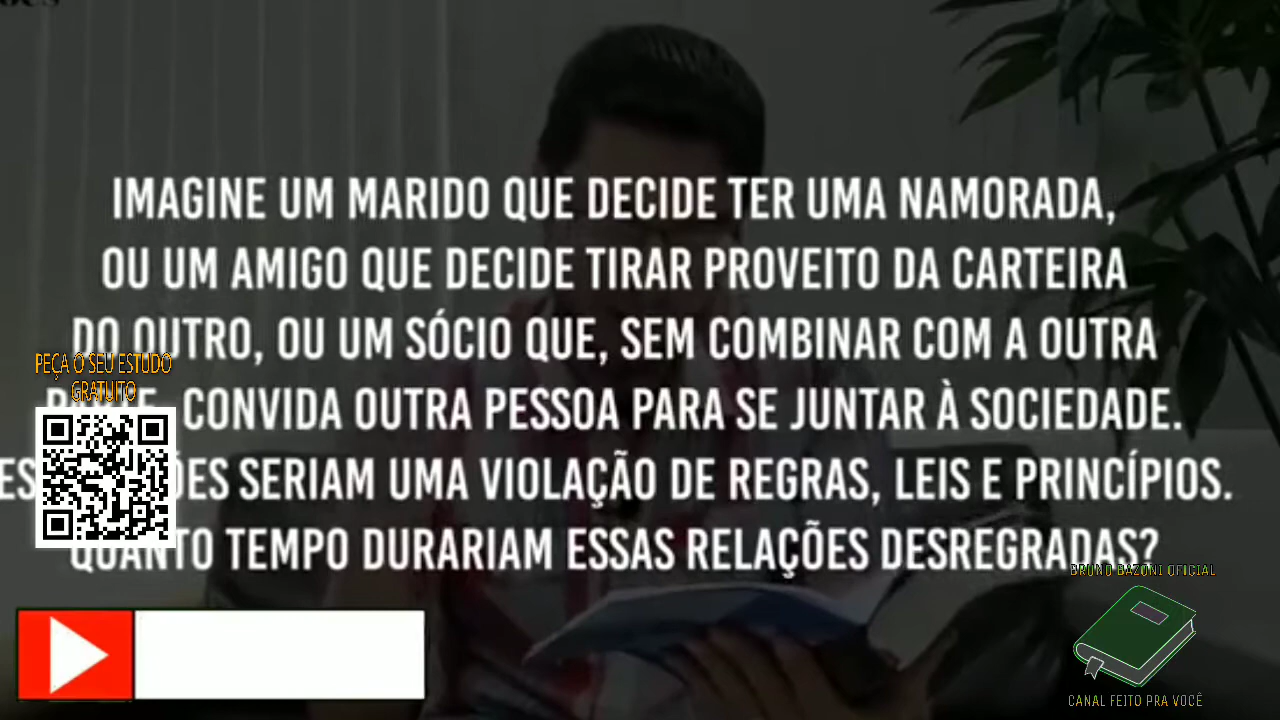 IMAGINE UM MARIDO QUE DECIDE TER UMA NAMORADA,
OU UM AMIGO QUE DECIDE TIRAR PROVEITO DA CARTEIRA
DO OUTRO, OU UM SÓCIO QUE, SEM COMBINAR COM A OUTRA
CONVIDA OUTRA PESSOA PARA SE JUNTAR À SOCIEDADE.
SERIAM UMA VIOLAÇÃO DE REGRAS, LEIS E PRINCÍPIOS.
QUANTO TEMPO DURARIAM ESSAS RELAÇÕES DESREGRADAS?
PEÇA O SEU ESTUDO
GRATUITO
BRUNO BAZONI OFICIAL
CANAL FEITO PRA VOCÊ